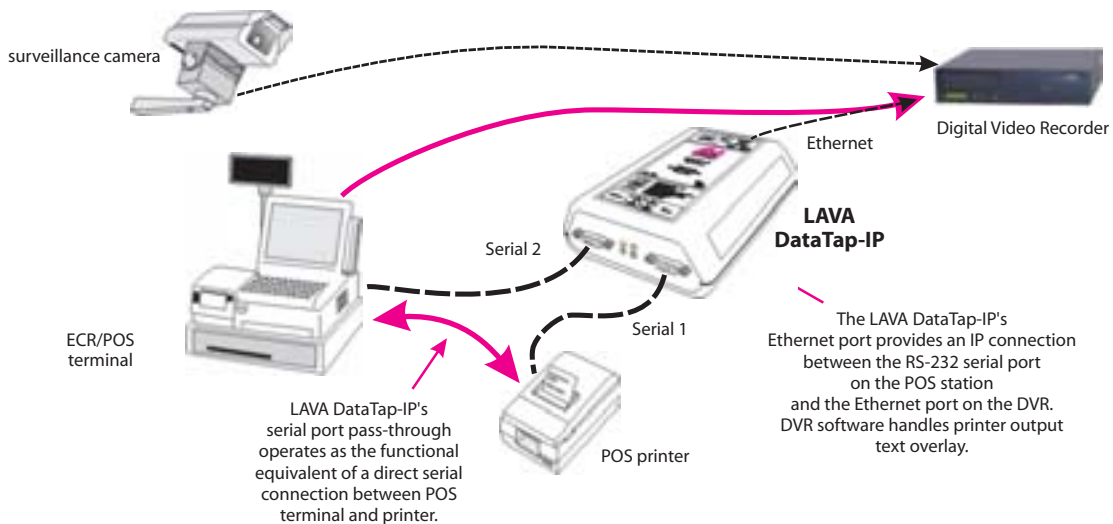 surveillance camera
Digital Video Recorder
Ethernet
LAVA
DataTap-IP
Serial 2
Serial 1
ECR/POS
terminal
POS printer
LAVA DataTap-IP's
serial port pass-through
operates as the functional
equivalent of a direct serial
connection between POS
terminal and printer.
The LAVA DataTap-IP's
Ethernet port provides an IP connection
between the RS-232 serial port
on the POS station
and the Ethernet port on the DVR.
DVR software handles printer output
text overlay.